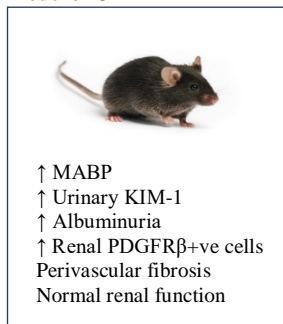 ↑ MABP
↑ Urinary KIM-1
↑ Albuminuria
↑ Renal PDGFRβ+ve cells
Perivascular fibrosis
Normal renal function